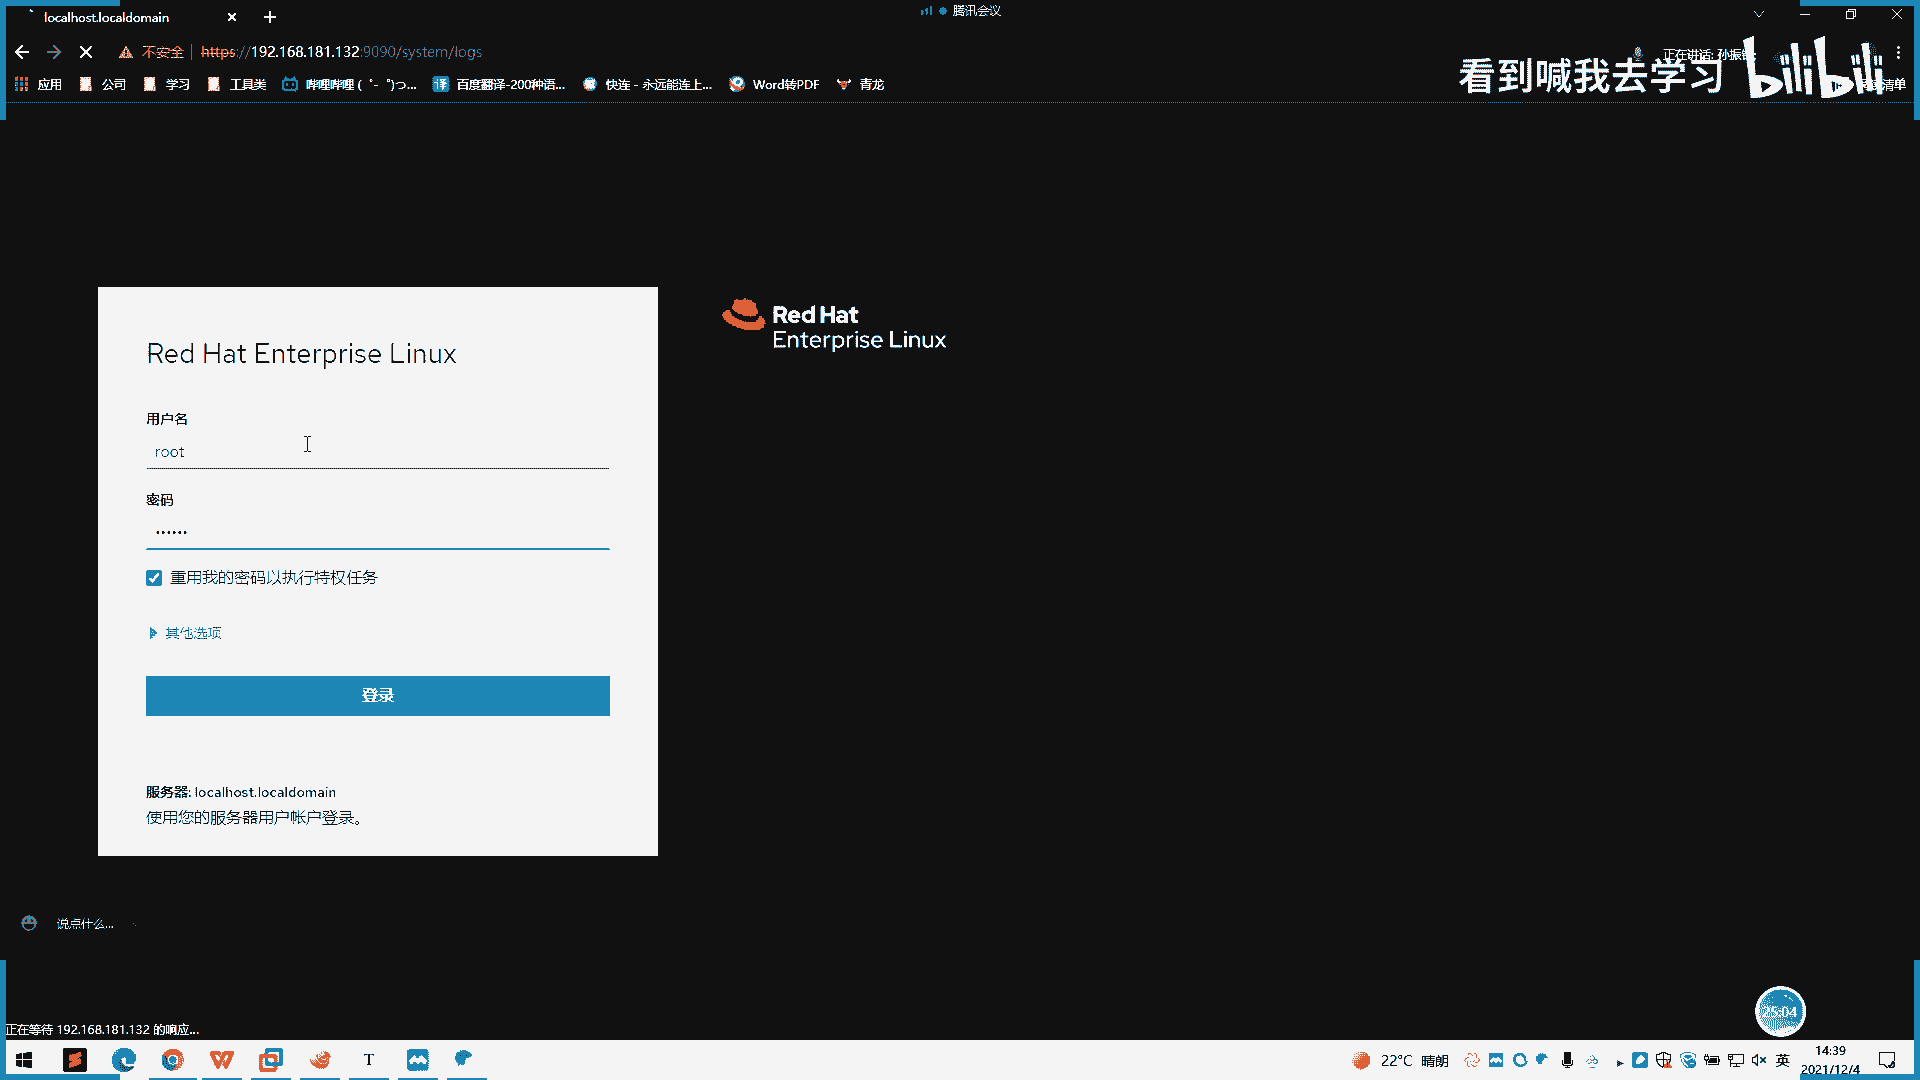 localhost.localdomain
腾讯会议
不安全 https://192.168.181.132:9090/system/logs
正在讲话: 孙振
看到喊我去学习 bilibili
应用 公司 学习 工具类 哔哩哔哩 ( ゜- ゜)つ... 百度翻译-200种语... 快连 - 永远能连上... Word转PDF 青龙 清单
Red Hat
Enterprise Linux
Red Hat Enterprise Linux
用户名
root
密码
重用我的密码以执行特权任务
其他选项
登录
服务器: localhost.localdomain
使用您的服务器用户帐户登录。
说点什么...
25:04
正在等待 192.168.181.132 的响应...
22°C 晴朗 英 14:39
2021/12/4